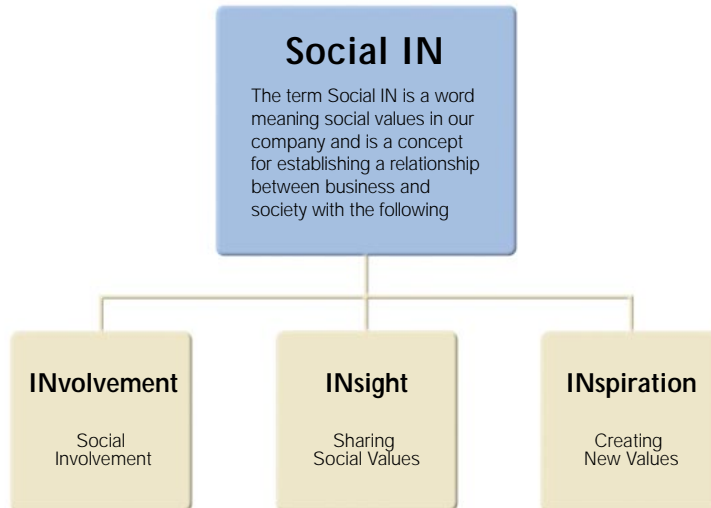 Social IN
The term Social IN is a word
meaning social values in our
company and is a concept
for establishing a relationship
between business and
society with the following
INvolvement
Social
Involvement
INsight
Sharing
Social Values
INspiration
Creating
New Values